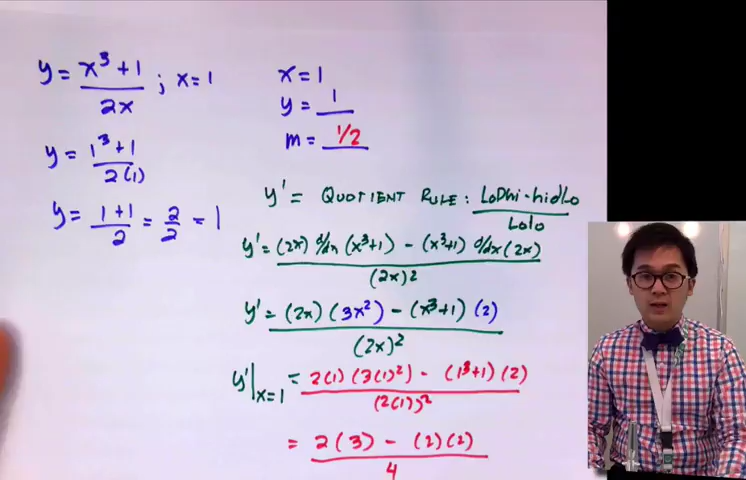 y = x³+1 / 2x ; x=1
y = 1³+1 / 2(1)
y = 1+1 / 2 = 2/2 = 1
x = 1
y = 1
m = 1/2
y' = QUOTIENT RULE: LoDhi-hidLo / LoLo
y' = (2x) d/dx (x³+1) - (x³+1) d/dx (2x) / (2x)²
y' = (2x) (3x²) - (x³+1) (2) / (2x)²
y'|x=1 = 2(1) (3(1)²) - (1³+1) (2) / (2(1))²
= 2(3) - (2)(2) / 4